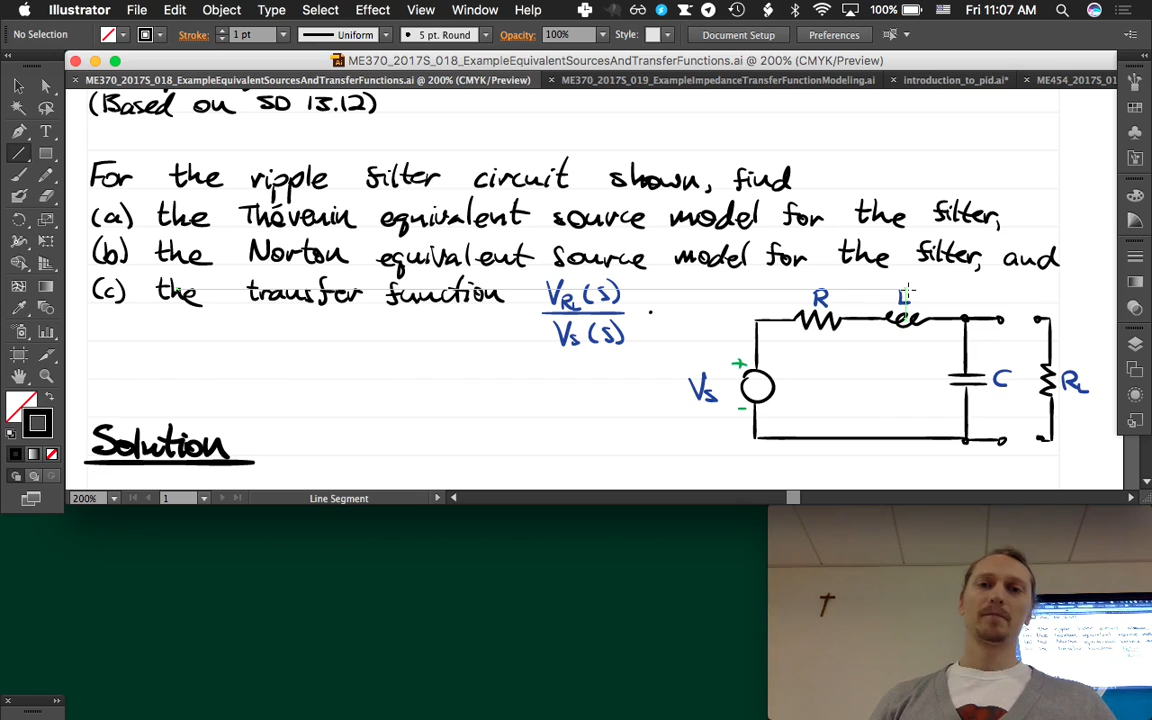 Illustrator File Edit Object Type Select Effect View Window Help 100% Fri 11:07 AM
No Selection Stroke: 1 pt Uniform 5 pt. Round Opacity: 100% Style: Document Setup Preferences
ME370_2017S_018_ExampleEquivalentSourcesAndTransferFunctions.ai @ 200% (CMYK/Preview)
× ME370_2017S_018_ExampleEquivalentSourcesAndTransferFunctions.ai @ 200% (CMYK/Preview) × ME370_2017S_019_ExampleImpedanceTransferFunctionModeling.ai × introduction_to_pid.ai* × ME454_2017S_01
(Based on SD 13.12)
For the ripple filter circuit shown, find
(a) the Thévenin equivalent source model for the filter,
(b) the Norton equivalent source model for the filter, and
(c) the transfer function V_RL(s)
Vs(s) .
R L
+
Vs C RL
-
Solution
200% 1 Line Segment